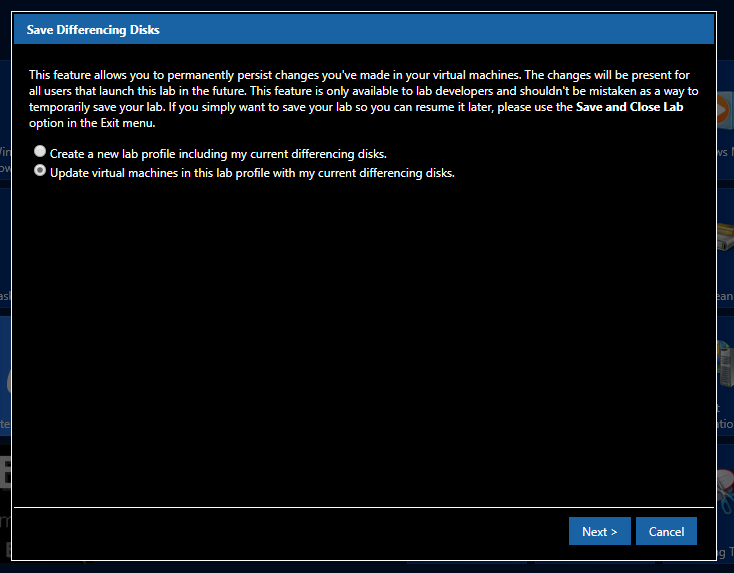 Save Differencing Disks
This feature allows you to permanently persist changes you've made in your virtual machines. The changes will be present for
all users that launch this lab in the future. This feature is only available to lab developers and shouldn't be mistaken as a way to
temporarily save your lab. If you simply want to save your lab so you can resume it later, please use the Save and Close Lab
option in the Exit menu.
Create a new lab profile including my current differencing disks.
Update virtual machines in this lab profile with my current differencing disks.
Next >
Cancel